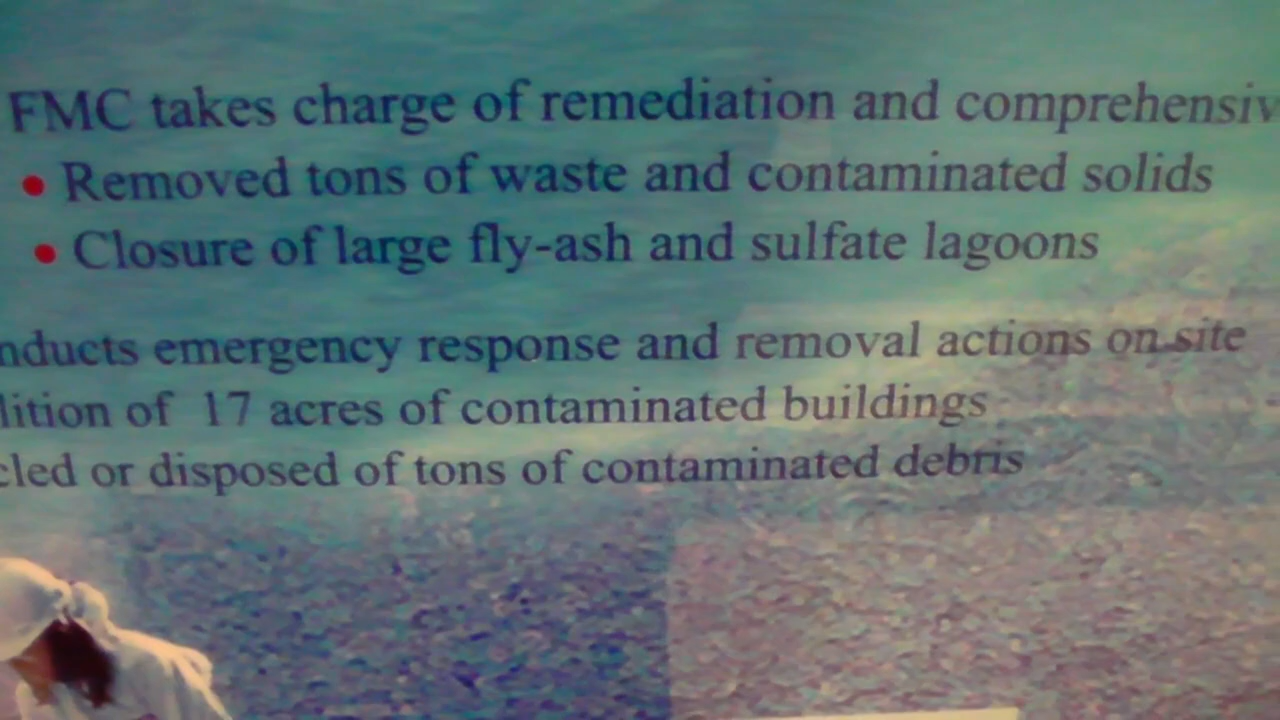 FMC takes charge of remediation and comprehensiv
• Removed tons of waste and contaminated solids
• Closure of large fly-ash and sulfate lagoons
nducts emergency response and removal actions on-site
lition of 17 acres of contaminated buildings
cled or disposed of tons of contaminated debris